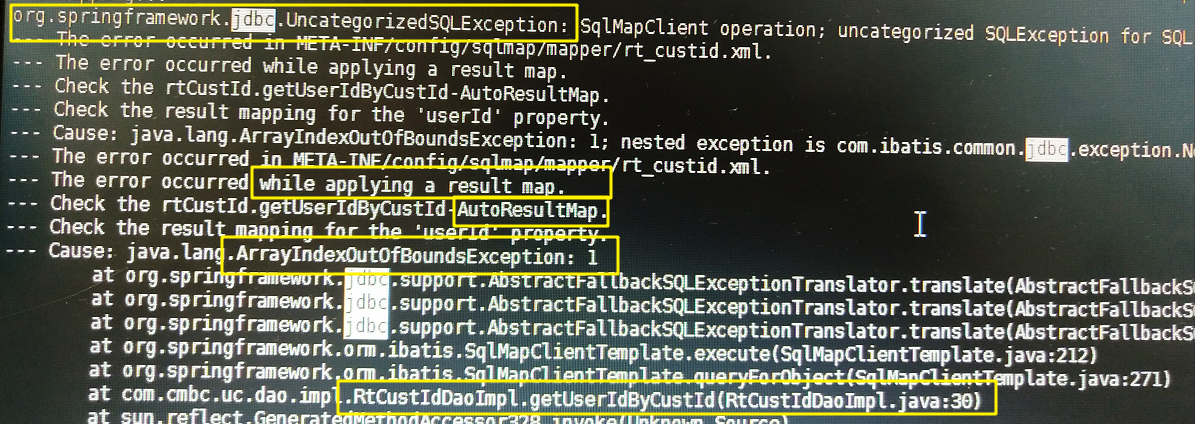 org.springframework.jdbc.UncategorizedSQLException: SqlMapClient operation; uncategorized SQLException for SQL
--- The error occurred in META-INF/config/sqlmap/mapper/rt_custid.xml.
--- The error occurred while applying a result map.
--- Check the rtCustId.getUserIdByCustId-AutoResultMap.
--- Check the result mapping for the 'userId' property.
--- Cause: java.lang.ArrayIndexOutOfBoundsException: 1; nested exception is com.ibatis.common.jdbc.exception.Ne
--- The error occurred in META-INF/config/sqlmap/mapper/rt_custid.xml.
--- The error occurred while applying a result map.
--- Check the rtCustId.getUserIdByCustId-AutoResultMap.
--- Check the result mapping for the 'userId' property.
--- Cause: java.lang.ArrayIndexOutOfBoundsException: 1
at org.springframework.jdbc.support.AbstractFallbackSQLExceptionTranslator.translate(AbstractFallbackSQ
at org.springframework.jdbc.support.AbstractFallbackSQLExceptionTranslator.translate(AbstractFallbackSQ
at org.springframework.jdbc.support.AbstractFallbackSQLExceptionTranslator.translate(AbstractFallbackSQ
at org.springframework.orm.ibatis.SqlMapClientTemplate.execute(SqlMapClientTemplate.java:212)
at org.springframework.orm.ibatis.SqlMapClientTemplate.queryForObject(SqlMapClientTemplate.java:271)
at com.cmbc.uc.dao.impl.RtCustIdDaoImpl.getUserIdByCustId(RtCustIdDaoImpl.java:30)
at sun.reflect.GeneratedMethodAccessor328.invoke(Unknown Source)